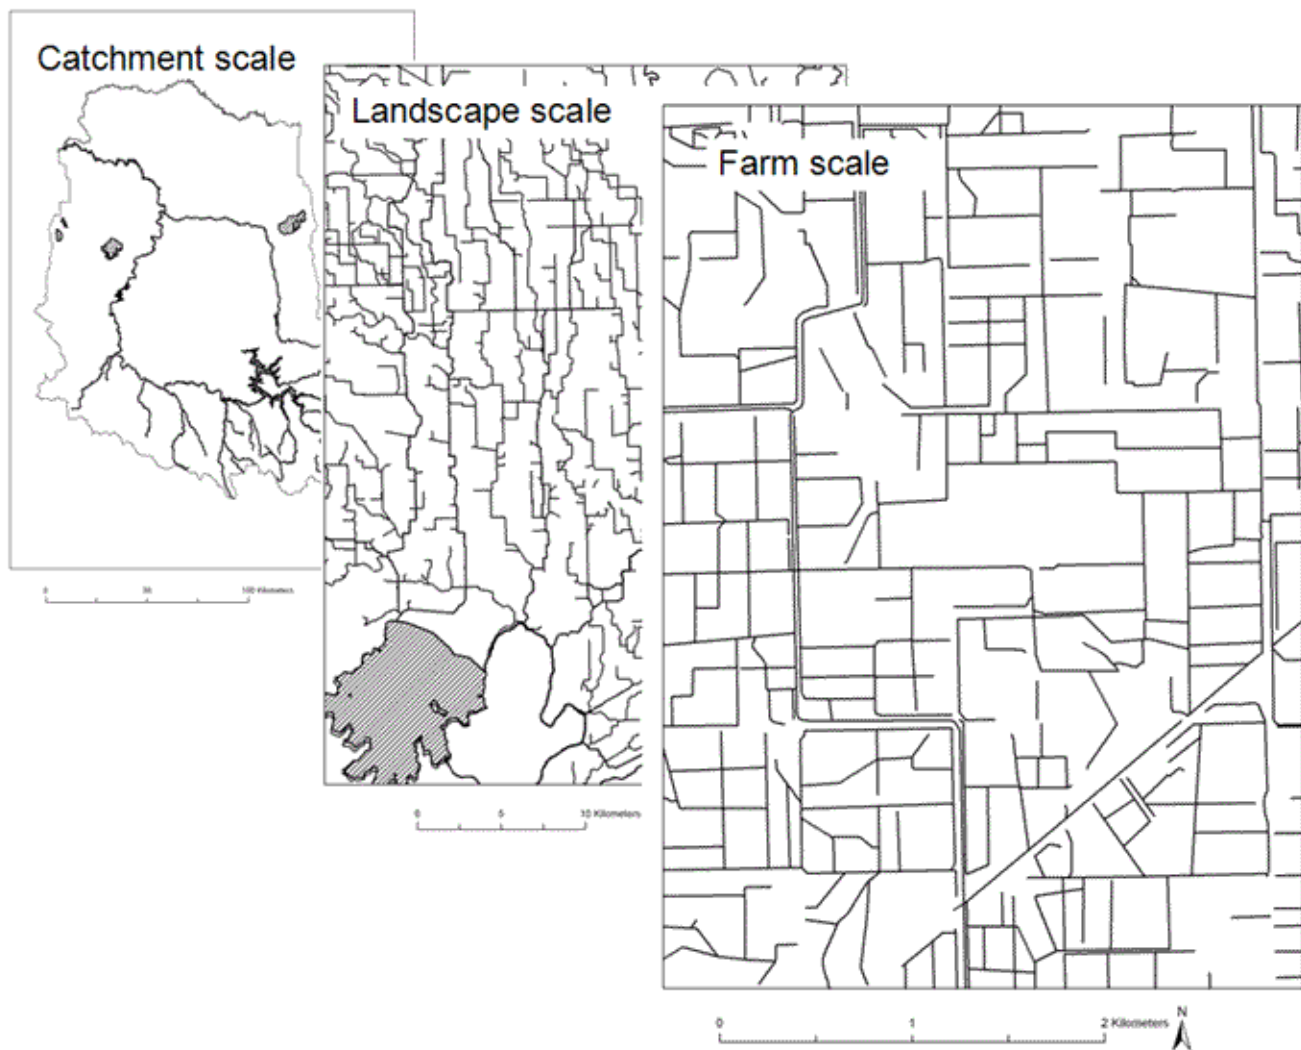 Catchment scale
Landscape scale
Farm scale
0 100 Kilometers
0 5 10 Kilometers
0 1 2 Kilometers
N